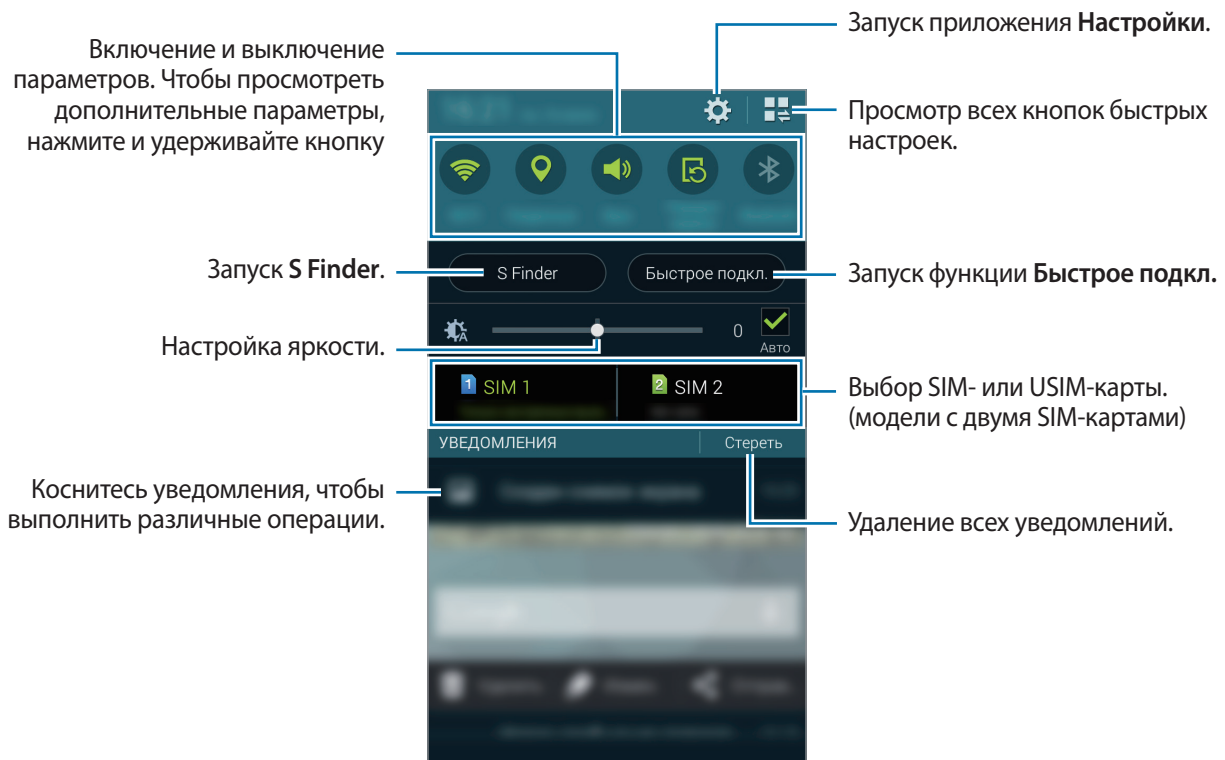 Запуск приложения Настройки.
Включение и выключение
параметров. Чтобы просмотреть
дополнительные параметры,
нажмите и удерживайте кнопку
Просмотр всех кнопок быстрых
настроек.
Запуск S Finder.
S Finder
Быстрое подкл.
Запуск функции Быстрое подкл.
Настройка яркости.
0
Авто
1 SIM 1
2 SIM 2
Выбор SIM- или USIM-карты.
(модели с двумя SIM-картами)
УВЕДОМЛЕНИЯ
Стереть
Коснитесь уведомления, чтобы
выполнить различные операции.
Удаление всех уведомлений.